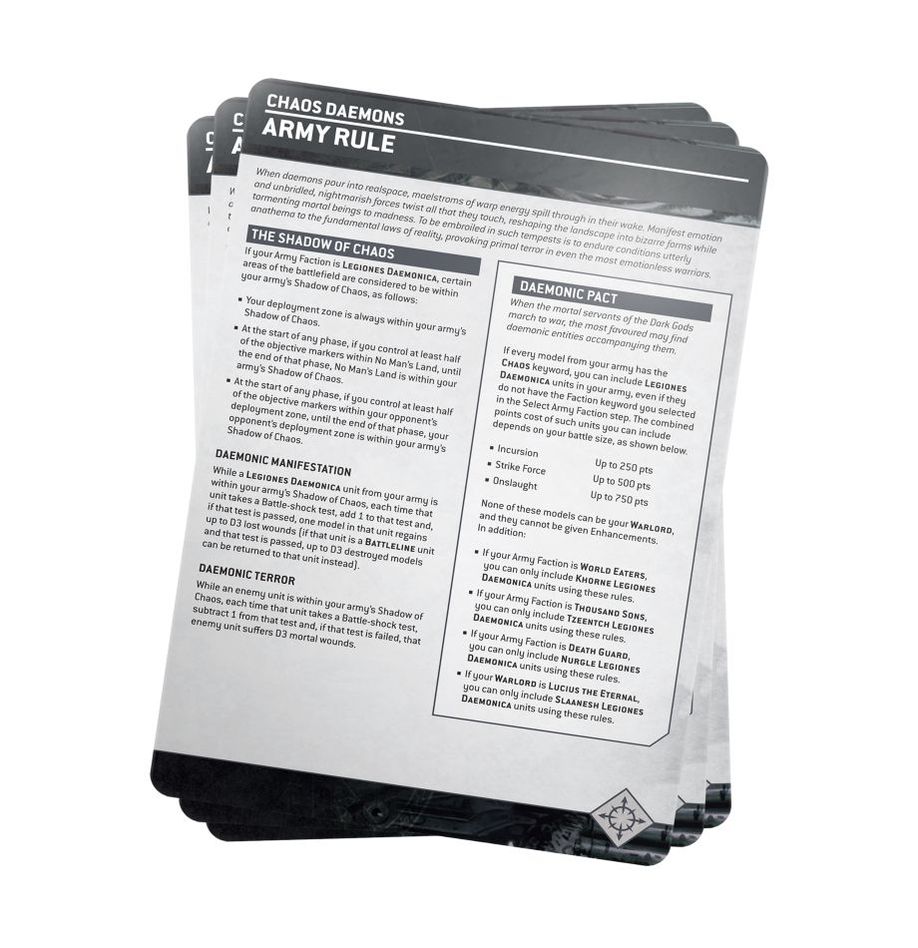 CHAOS DAEMONS
ARMY RULE
When daemons pour into realspace, maelstroms of warp energy spill through in their wake. Manifest emotion
and unbridled, nightmarish forces twist all that they touch, reshaping the landscape into bizarre forms while
tormenting mortal beings to madness. To be embroiled in such tempests is to endure conditions utterly
anathema to the fundamental laws of reality, provoking primal terror in even the most emotionless warriors.
THE SHADOW OF CHAOS
If your Army Faction is LEGIONES DAEMONICA, certain
areas of the battlefield are considered to be within
your army's Shadow of Chaos, as follows:
▪ Your deployment zone is always within your army's
Shadow of Chaos.
▪ At the start of any phase, if you control at least half
of the objective markers within No Man's Land, until
the end of that phase, No Man's Land is within your
army's Shadow of Chaos.
▪ At the start of any phase, if you control at least half
of the objective markers within your opponent's
deployment zone, until the end of that phase, your
opponent's deployment zone is within your army's
Shadow of Chaos.
DAEMONIC MANIFESTATION
While a LEGIONES DAEMONICA unit from your army is
within your army's Shadow of Chaos, each time that
unit takes a Battle-shock test, add 1 to that test and,
if that test is passed, one model in that unit regains
up to D3 lost wounds (if that unit is a BATTLELINE unit
and that test is passed, up to D3 destroyed models
can be returned to that unit instead).
DAEMONIC TERROR
While an enemy unit is within your army's Shadow of
Chaos, each time that unit takes a Battle-shock test,
subtract 1 from that test and, if that test is failed, that
enemy unit suffers D3 mortal wounds.
DAEMONIC PACT
When the mortal servants of the Dark Gods
march to war, the most favoured may find
daemonic entities accompanying them.
If every model from your army has the
CHAOS keyword, you can include LEGIONES
DAEMONICA units in your army, even if they
do not have the Faction keyword you selected
in the Select Army Faction step. The combined
points cost of such units you can include
depends on your battle size, as shown below.
▪ Incursion Up to 250 pts
▪ Strike Force Up to 500 pts
▪ Onslaught Up to 750 pts
None of these models can be your WARLORD,
and they cannot be given Enhancements.
In addition:
▪ If your Army Faction is WORLD EATERS,
you can only include KHORNE LEGIONES
DAEMONICA units using these rules.
▪ If your Army Faction is THOUSAND SONS,
you can only include TZEENTCH LEGIONES
DAEMONICA units using these rules.
▪ If your Army Faction is DEATH GUARD,
you can only include NURGLE LEGIONES
DAEMONICA units using these rules.
▪ If your WARLORD is LUCIUS THE ETERNAL,
you can only include SLAANESH LEGIONES
DAEMONICA units using these rules.